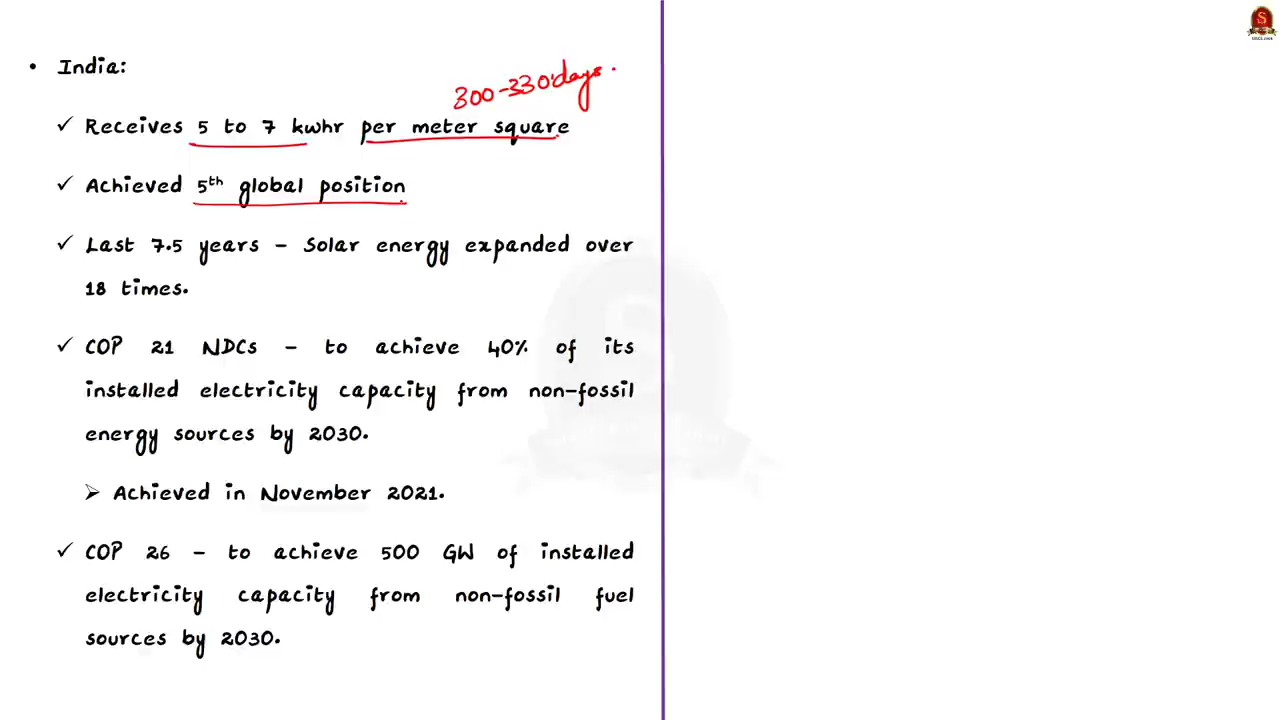 • India:
300-330 days.
✓ Receives 5 to 7 kwhr per meter square
✓ Achieved 5th global position
✓ Last 7.5 years - Solar energy expanded over
18 times.
✓ COP 21 NDCs - to achieve 40% of its
installed electricity capacity from non-fossil
energy sources by 2030.
➢ Achieved in November 2021.
✓ COP 26 - to achieve 500 GW of installed
electricity capacity from non-fossil fuel
sources by 2030.